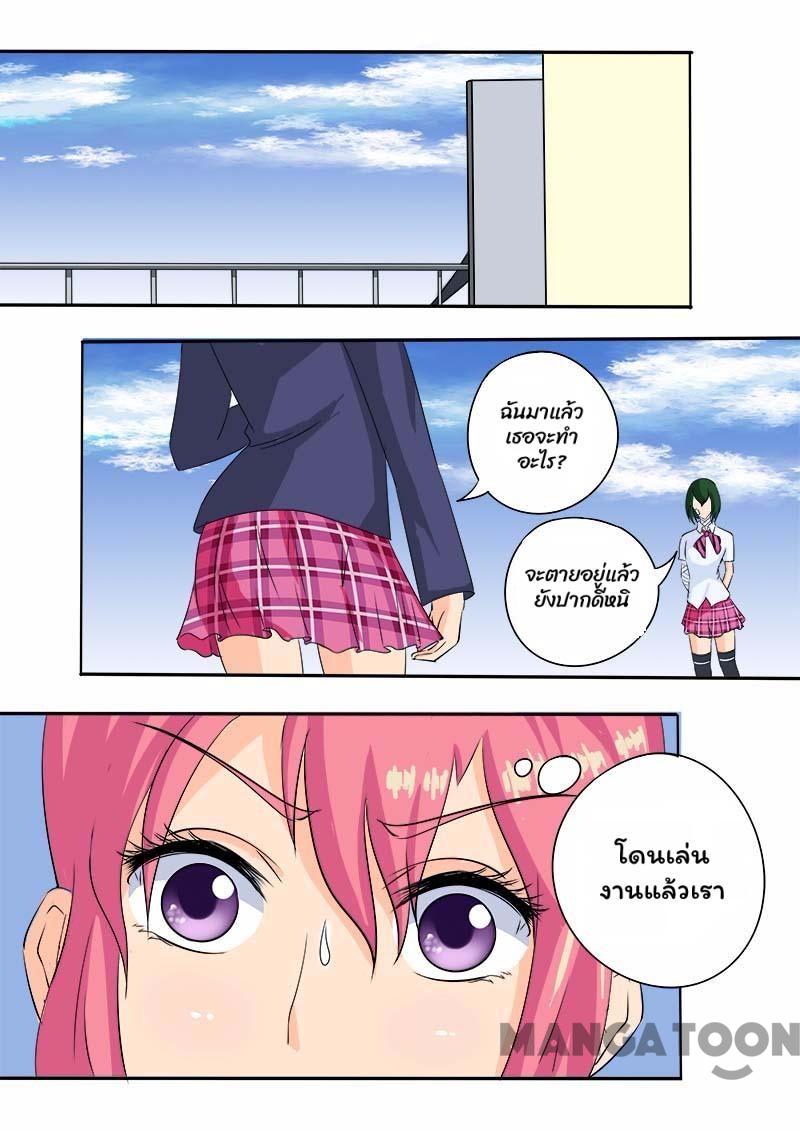 ฉันมาแล้ว
เธอจะทำ
อะไร?
จะตายอยู่แล้ว
ยังปากดีหนิ
โดนเล่น
งานแล้วเรา
MANGATOON